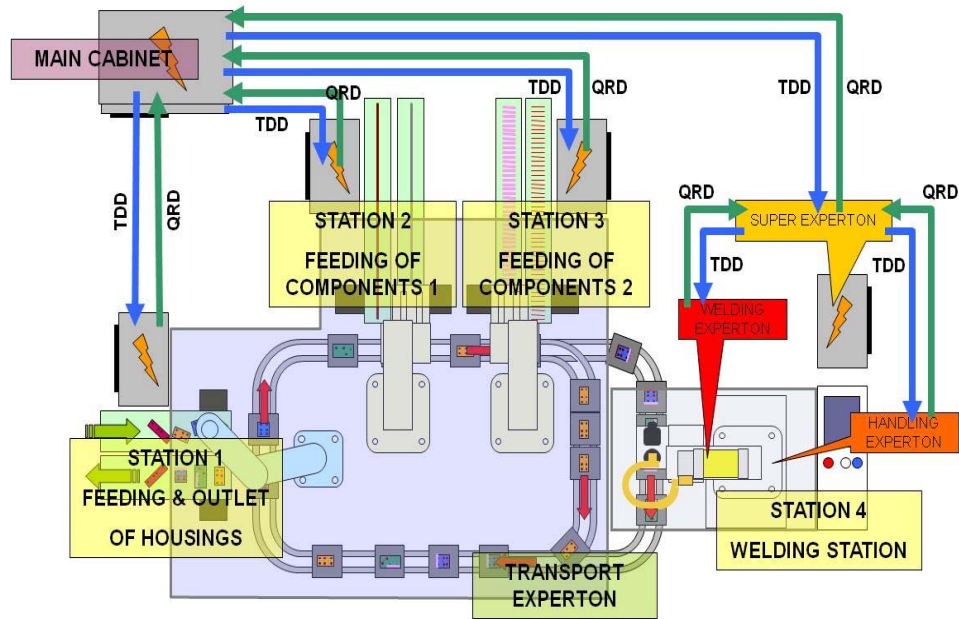 MAIN CABINET
QRD
TDD
QRD
TDD
TDD
QRD
TDD
QRD
QRD
QRD
SUPER EXPERTON
TDD
TDD
STATION 2
FEEDING OF
COMPONENTS 1
STATION 3
FEEDING OF
COMPONENTS 2
WELDING
EXPERTON
HANDLING
EXPERTON
STATION 1
FEEDING & OUTLET
OF HOUSINGS
STATION 4
WELDING STATION
TRANSPORT
EXPERTON